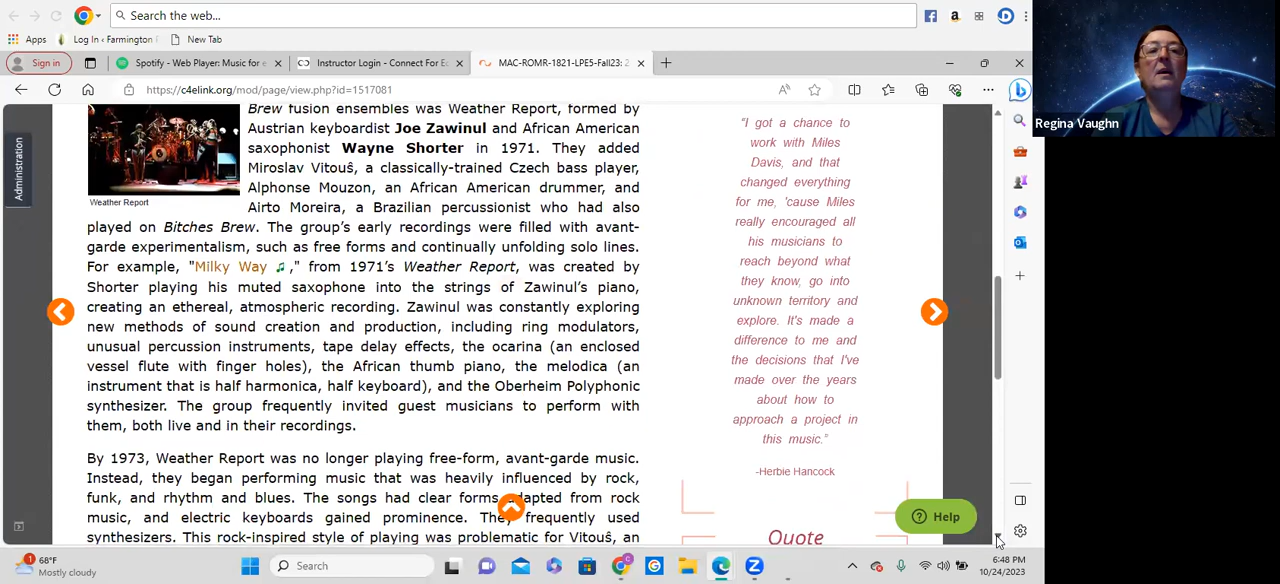 Search the web...
Apps
Log In ‹ Farmington
New Tab
Sign in
Spotify - Web Player: Music for e
Instructor Login - Connect For Ed
MAC-ROMR-1821-LPE5-Fall23: 2
https://c4elink.org/mod/page/view.php?id=1517081
Regina Vaughn
Administration
Weather Report
Brew fusion ensembles was Weather Report, formed by
Austrian keyboardist Joe Zawinul and African American
saxophonist Wayne Shorter in 1971. They added
Miroslav Vitouš, a classically-trained Czech bass player,
Alphonse Mouzon, an African American drummer, and
Airto Moreira, a Brazilian percussionist who had also
played on Bitches Brew. The group's early recordings were filled with avant-
garde experimentalism, such as free forms and continually unfolding solo lines.
For example, "Milky Way ♫," from 1971's Weather Report, was created by
Shorter playing his muted saxophone into the strings of Zawinul's piano,
creating an ethereal, atmospheric recording. Zawinul was constantly exploring
new methods of sound creation and production, including ring modulators,
unusual percussion instruments, tape delay effects, the ocarina (an enclosed
vessel flute with finger holes), the African thumb piano, the melodica (an
instrument that is half harmonica, half keyboard), and the Oberheim Polyphonic
synthesizer. The group frequently invited guest musicians to perform with
them, both live and in their recordings.
By 1973, Weather Report was no longer playing free-form, avant-garde music.
Instead, they began performing music that was heavily influenced by rock,
funk, and rhythm and blues. The songs had clear forms adapted from rock
music, and electric keyboards gained prominence. They frequently used
synthesizers. This rock-inspired style of playing was problematic for Vitouš, an
"I got a chance to
work with Miles
Davis, and that
changed everything
for me, 'cause Miles
really encouraged all
his musicians to
reach beyond what
they know, go into
unknown territory and
explore. It's made a
difference to me and
the decisions that I've
made over the years
about how to
approach a project in
this music."
-Herbie Hancock
Quote
Help
68°F
Mostly cloudy
Search
6:48 PM
10/24/2023